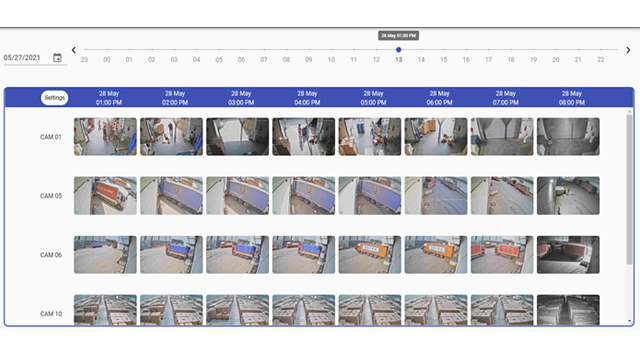 28 May 01:00 PM
05/27/2021
23 00 01 02 03 04 05 06 07 08 09 10 11 12 13 14 15 16 17 18 19 20 21 22
Settings
28 May 28 May 28 May 28 May 28 May 28 May 28 May 28 May
01:00 PM 02:00 PM 03:00 PM 04:00 PM 05:00 PM 06:00 PM 07:00 PM 08:00 PM
CAM 01
CAM 05
CAM 06
CAM 10